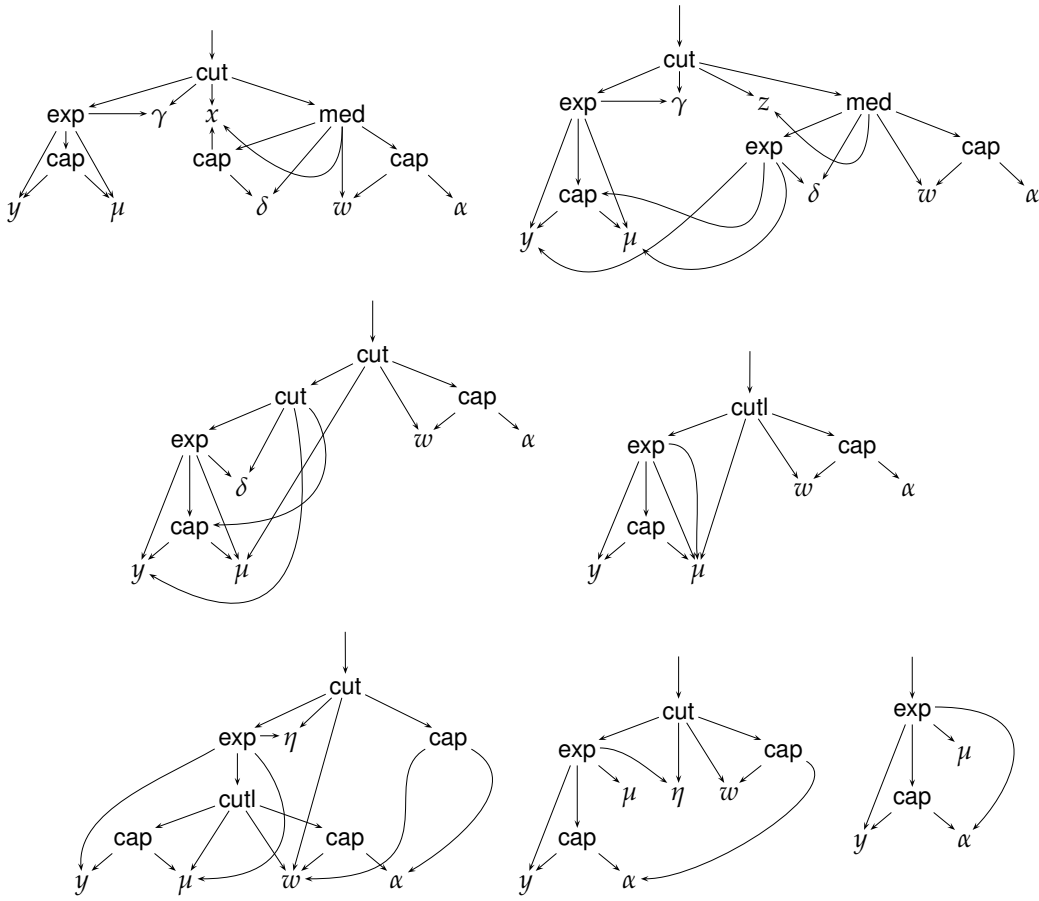 cut
exp γ x med
cap cap cap
y μ δ w α
cut
exp γ z med
exp cap
cap δ w α
y μ
cut
cut cap
exp w α
δ
cap
y μ
cutl
exp cap
w α
cap
y μ
cut
exp η cap
cutl
cap cap
y μ w α
cut
exp cap
μ η w
cap
y α
exp
μ
cap
y α